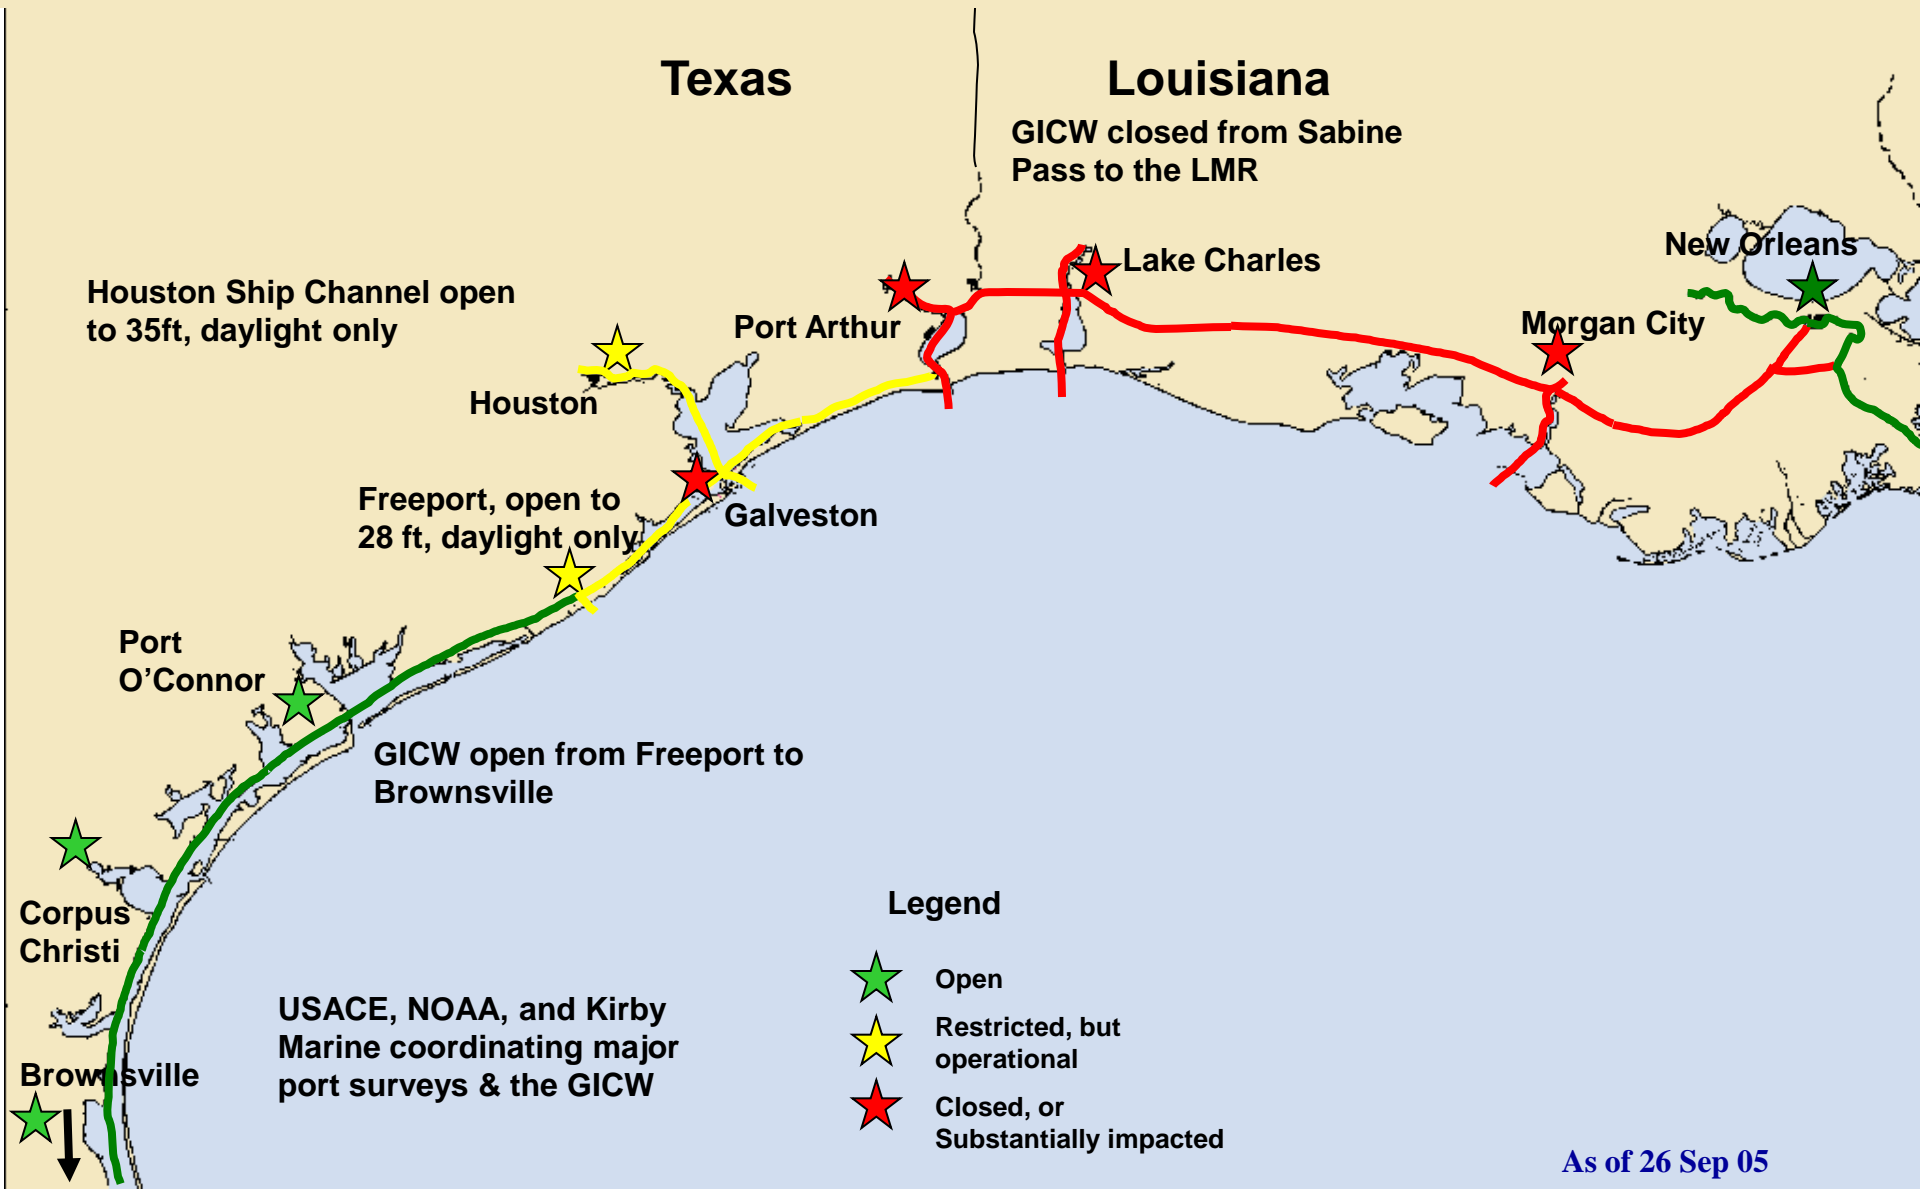 Texas
Louisiana
GICW closed from Sabine
Pass to the LMR
New Orleans
Lake Charles
Houston Ship Channel open
to 35ft, daylight only
Port Arthur
Morgan City
Houston
Freeport, open to
28 ft, daylight only
Galveston
Port
O’Connor
GICW open from Freeport to
Brownsville
Corpus
Christi
Legend
Open
Restricted, but
operational
Closed, or
Substantially impacted
USACE, NOAA, and Kirby
Marine coordinating major
port surveys & the GICW
Brownsville
As of 26 Sep 05